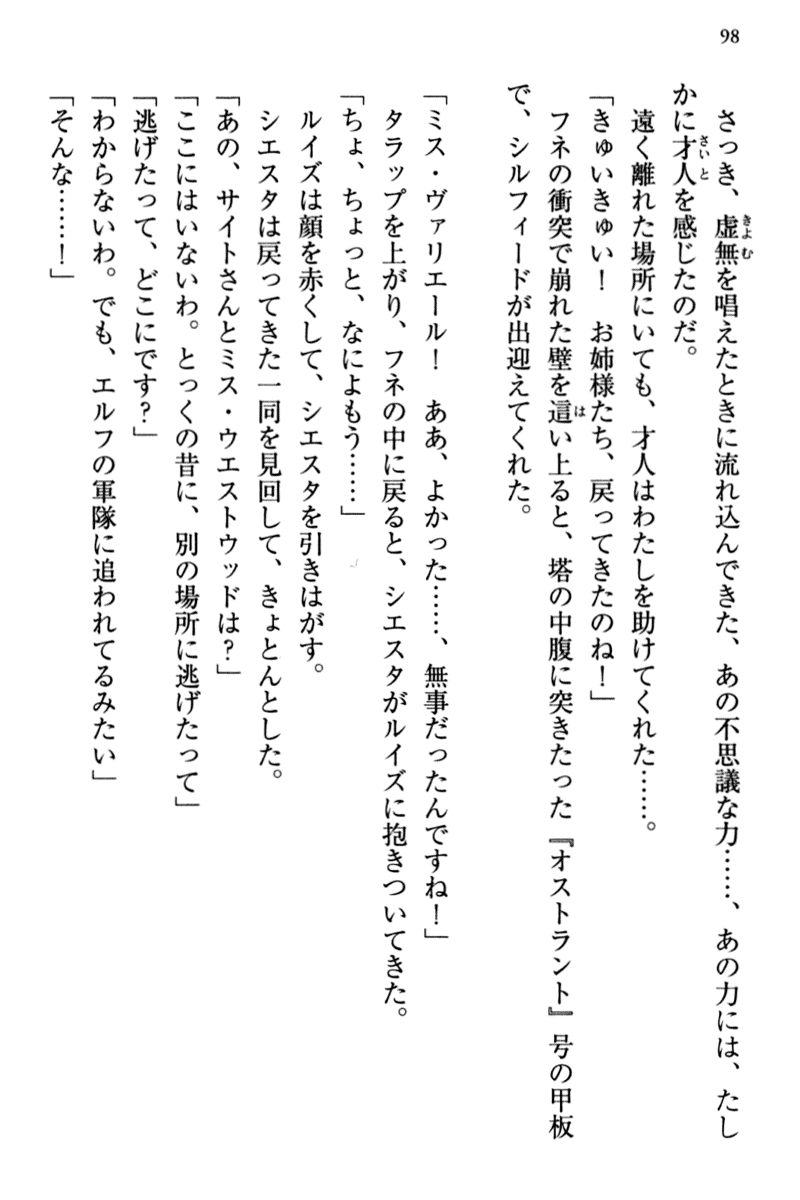 98
さっき、虚無を唱えたときに流れ込んできた、あの不思議な力……、あの力には、たし
かに才人を感じたのだ。
遠く離れた場所にいても、才人はわたしを助けてくれた……。
「きゅいきゅい！　お姉様たち、戻ってきたのね！」
フネの衝突で崩れた壁を這い上ると、塔の中腹に突きたった『オストラント』号の甲板
で、シルフィードが出迎えてくれた。
「ミス・ヴァリエール！　ああ、よかった……、無事だったんですね！」
タラップを上がり、フネの中に戻ると、シエスタがルイズに抱きついてきた。
「ちょ、ちょっと、なによもう……」
ルイズは顔を赤くして、シエスタを引きはがす。
シエスタは戻ってきた一同を見回して、きょとんとした。
「あの、サイトさんとミス・ウエストウッドは？」
「ここにはいないわ。とっくの昔に、別の場所に逃げたって」
「逃げたって、どこにです？」
「わからないわ。でも、エルフの軍隊に追われてるみたい」
「そんな……！」